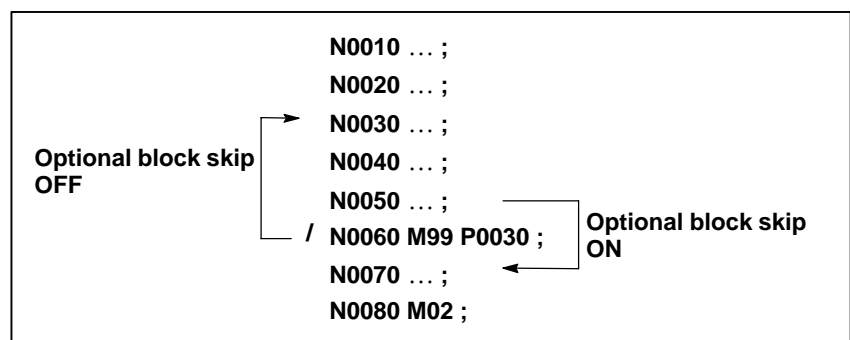 N0010 … ;
N0020 … ;
N0030 … ;
Optional block skip
OFF
N0040 … ;
N0050 … ;
/ N0060 M99 P0030 ;
Optional block skip
ON
N0070 … ;
N0080 M02 ;